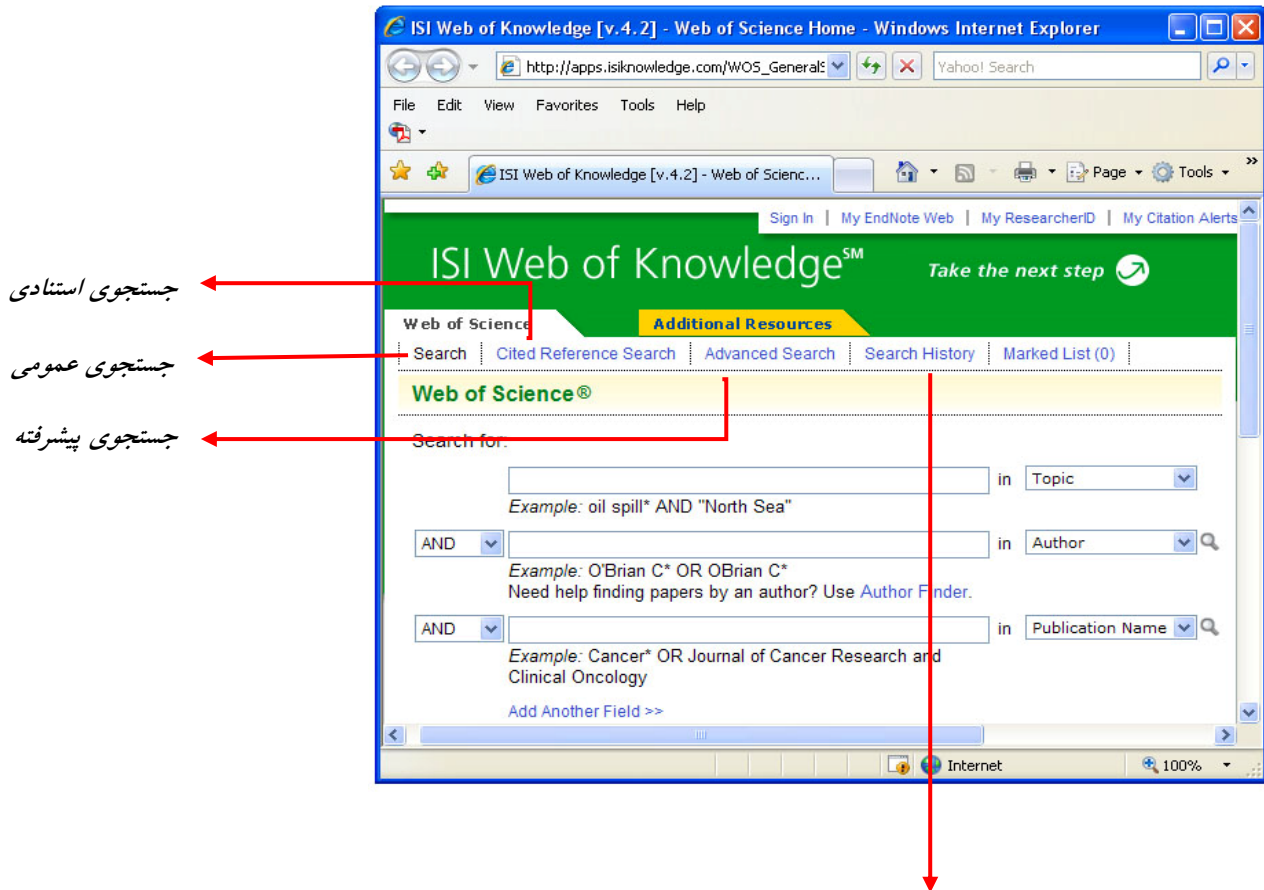 ISI Web of Knowledge [v.4.2] - Web of Science Home - Windows Internet Explorer
http://apps.isiknowledge.com/WOS_GeneralS
Yahoo! Search
File Edit View Favorites Tools Help
ISI Web of Knowledge [v.4.2] - Web of Scienc...
Page Tools »
Sign In | My EndNote Web | My ResearcherID | My Citation Alerts
ISI Web of Knowledge℠ Take the next step
جستجوی استنادی
Web of Science Additional Resources
Search Cited Reference Search Advanced Search Search History Marked List (0)
جستجوی عمومی
Web of Science®
جستجوی پیشرفته
Search for:
in Topic
Example: oil spill* AND "North Sea"
AND in Author
Example: O'Brian C* OR OBrian C*
Need help finding papers by an author? Use Author Finder.
AND in Publication Name
Example: Cancer* OR Journal of Cancer Research and
Clinical Oncology
Add Another Field >>
Internet 100%